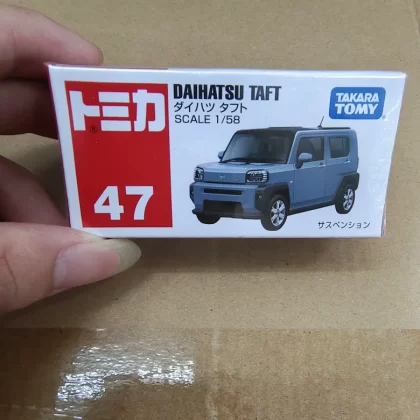 トミカ
47
DAIHATSU TAFT
ダイハツ タフト
SCALE 1/58
TAKARA
TOMY
サスペンション